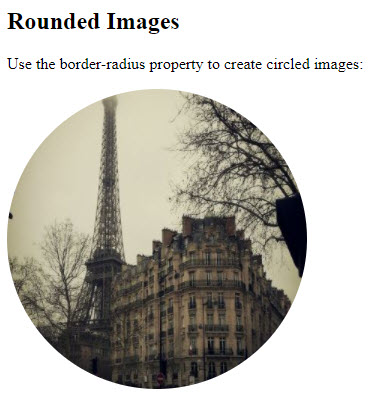 Rounded Images
Use the border-radius property to create circled images: